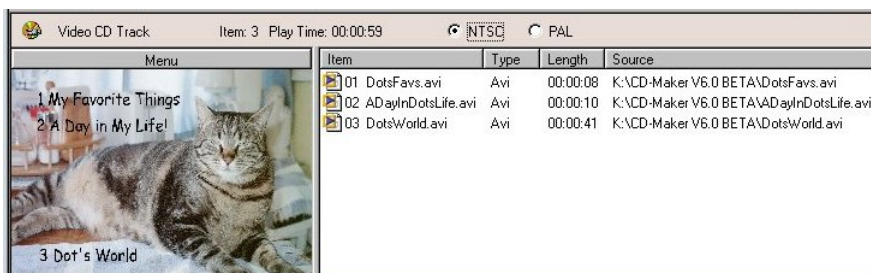 Video CD Track Item: 3 Play Time: 00:00:59 NTSC PAL
Menu
1 My Favorite Things
2 A Day in My Life!
3 Dot's World
Item Type Length Source
01 DotsFavs.avi Avi 00:00:08 K:\CD-Maker V6.0 BETA\DotsFavs.avi
02 ADayInDotsLife.avi Avi 00:00:10 K:\CD-Maker V6.0 BETA\ADayInDotsLife.avi
03 DotsWorld.avi Avi 00:00:41 K:\CD-Maker V6.0 BETA\DotsWorld.avi